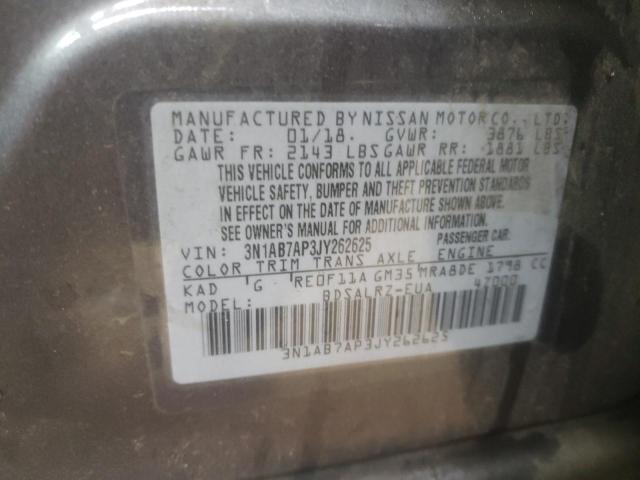 MANUFACTURED BY NISSAN MOTOR CO., LTD.
DATE: 01/18. GVWR: 3876 LBS
GAWR FR: 2143 LBS GAWR RR: 1881 LBS
THIS VEHICLE CONFORMS TO ALL APPLICABLE FEDERAL MOTOR
VEHICLE SAFETY, BUMPER AND THEFT PREVENTION STANDARDS
IN EFFECT ON THE DATE OF MANUFACTURE SHOWN ABOVE.
SEE OWNER'S MANUAL FOR ADDITIONAL INFORMATION.
VIN: 3N1AB7AP3JY262625 PASSENGER CAR.
COLOR TRIM TRANS AXLE ENGINE
KAD G RE0F11A GM35 MRA8DE 1798 CC
MODEL: BDSALRZ-EUA 47000
3N1AB7AP3JY262625